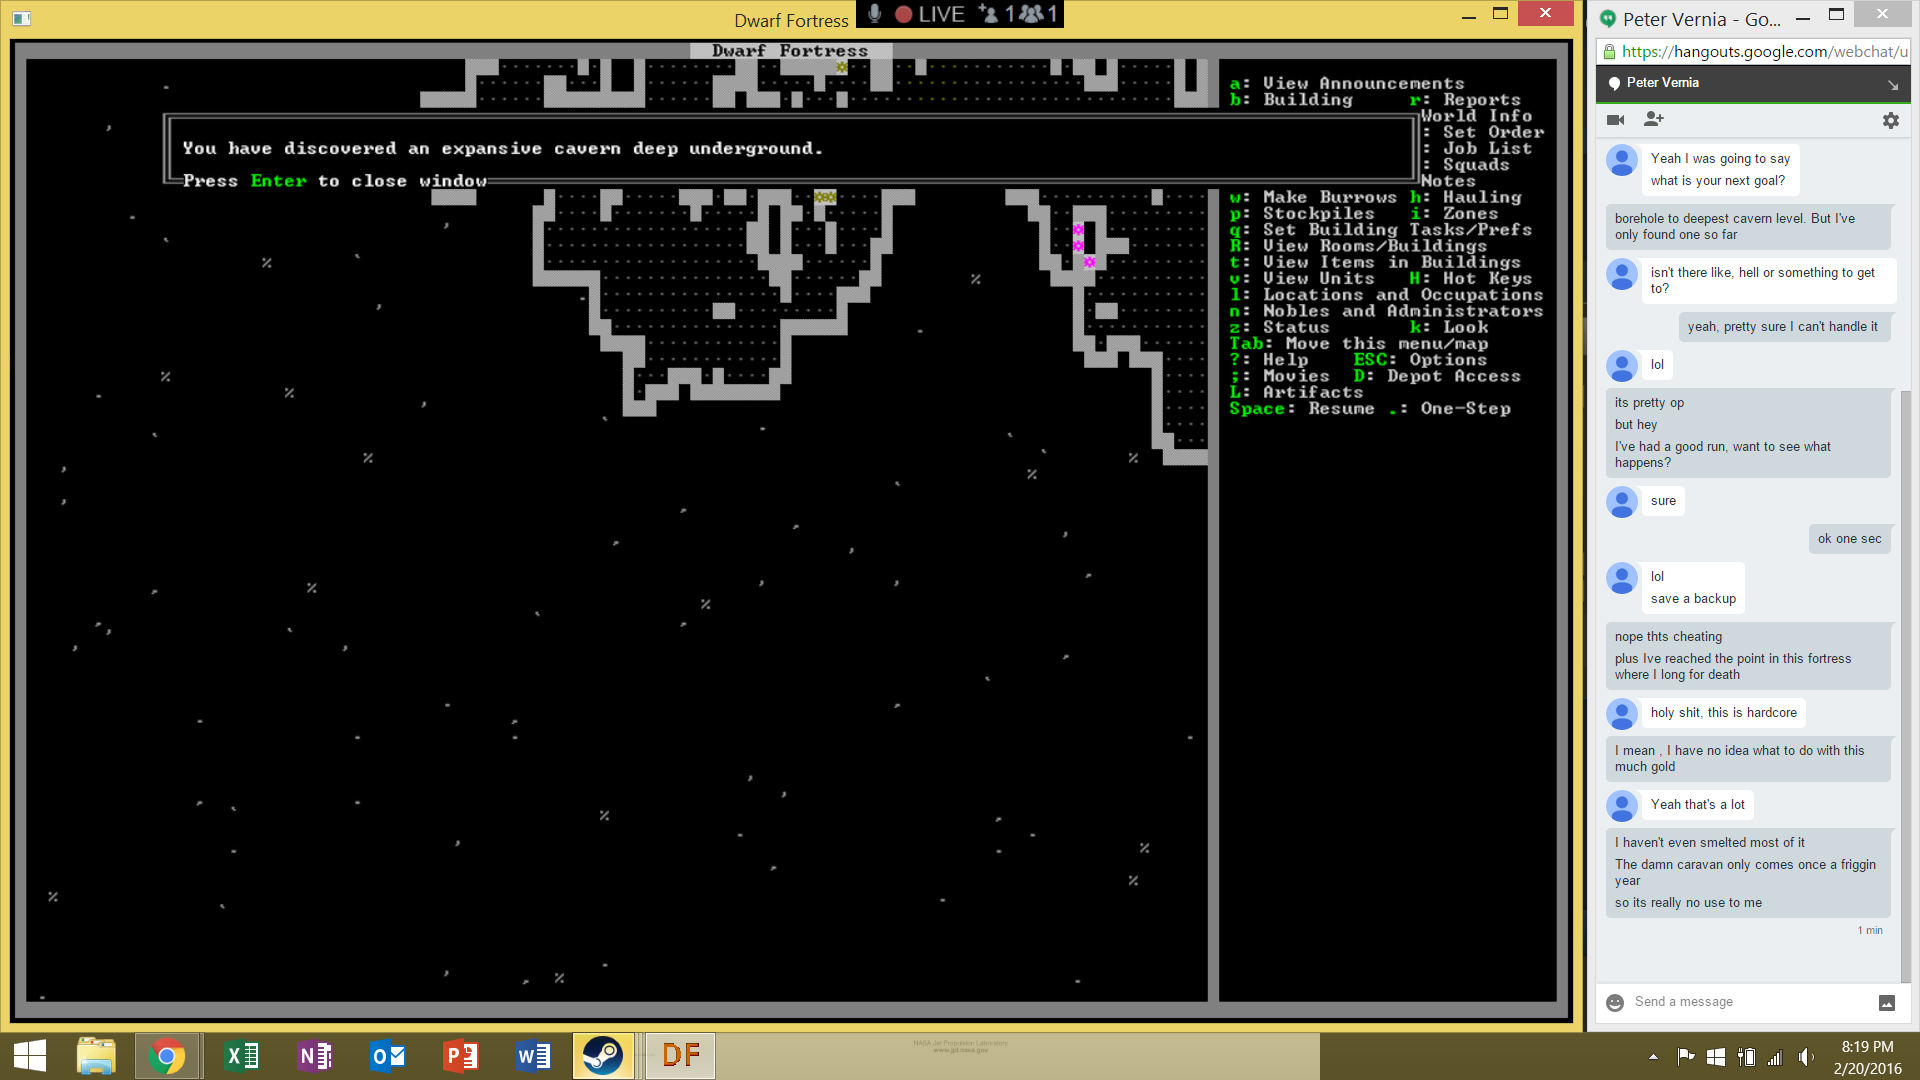 Dwarf Fortress
LIVE 1 1
Dwarf Fortress
You have discovered an expansive cavern deep underground.
Press Enter to close window
a: View Announcements
b: Building r: Reports
World Info
: Set Order
: Job List
: Squads
Notes
w: Make Burrows h: Hauling
p: Stockpiles i: Zones
q: Set Building Tasks/Prefs
R: View Rooms/Buildings
t: View Items in Buildings
v: View Units H: Hot Keys
l: Locations and Occupations
n: Nobles and Administrators
z: Status k: Look
Tab: Move this menu/map
?: Help ESC: Options
;: Movies D: Depot Access
L: Artifacts
Space: Resume .: One-Step
Peter Vernia - Go...
https://hangouts.google.com/webchat/u
Peter Vernia
Yeah I was going to say
what is your next goal?
borehole to deepest cavern level. But I've
only found one so far
isn't there like, hell or something to get
to?
yeah, pretty sure I can't handle it
lol
its pretty op
but hey
I've had a good run, want to see what
happens?
sure
ok one sec
lol
save a backup
nope thts cheating
plus Ive reached the point in this fortress
where I long for death
holy shit, this is hardcore
I mean , I have no idea what to do with this
much gold
Yeah that's a lot
I haven't even smelted most of it
The damn caravan only comes once a friggin
year
so its really no use to me
1 min
Send a message
NASA Jet Propulsion Laboratory
www.jpl.nasa.gov
DF
8:19 PM
2/20/2016